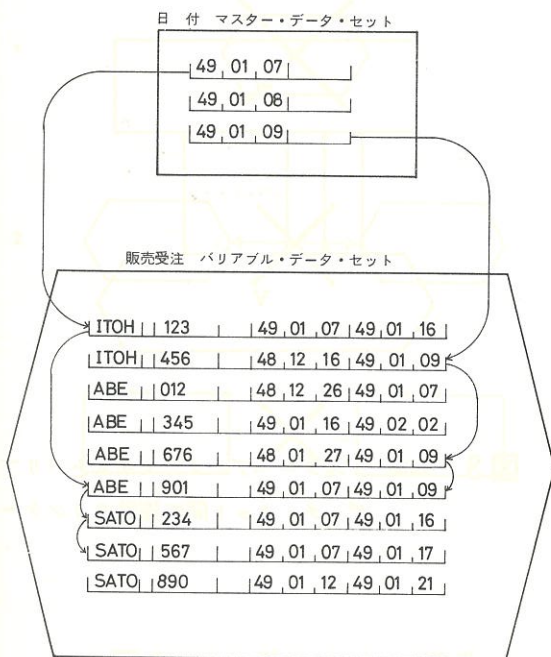 日 付 マスター・データ・セット
49 01 07
49 01 08
49 01 09
販売受注 バリアブル・データ・セット
ITOH 123 49 01 07 49 01 16
ITOH 456 48 12 16 49 01 09
ABE 012 48 12 26 49 01 07
ABE 345 49 01 16 49 02 02
ABE 676 48 01 27 49 01 09
ABE 901 49 01 07 49 01 09
SATO 234 49 01 07 49 01 16
SATO 567 49 01 07 49 01 17
SATO 890 49 01 12 49 01 21